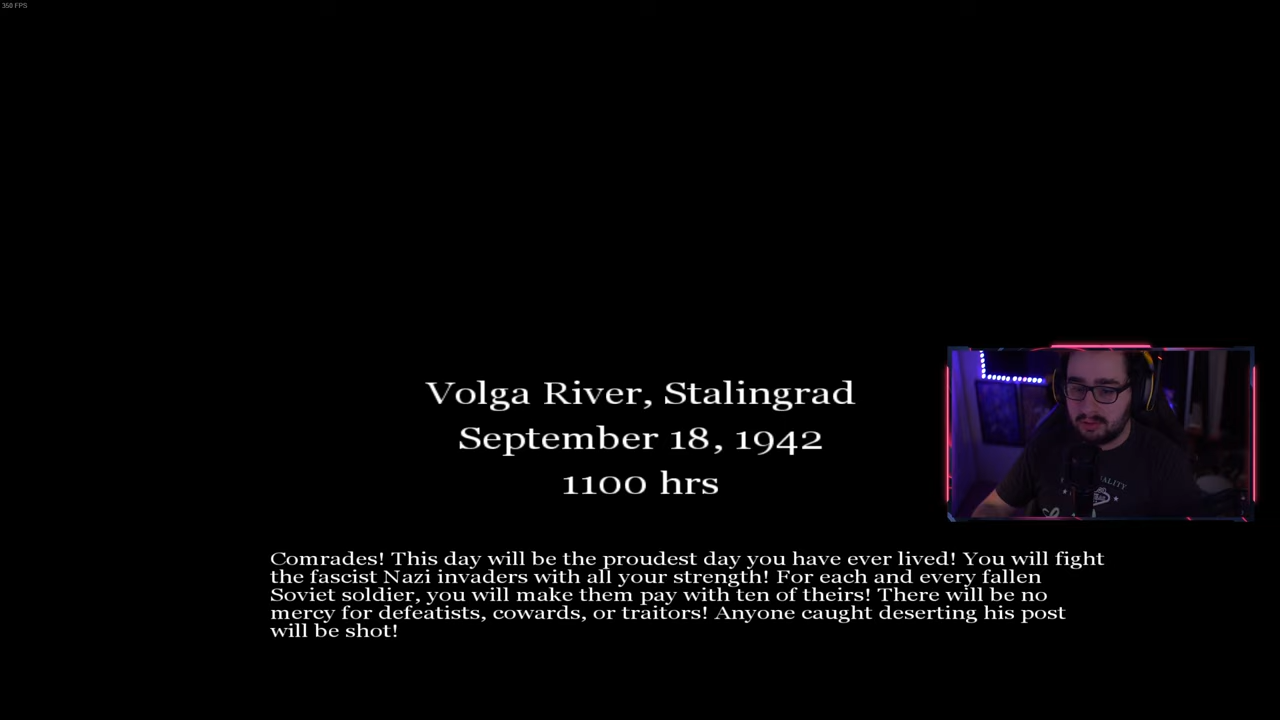 350 FPS
Volga River, Stalingrad
September 18, 1942
1100 hrs
Comrades! This day will be the proudest day you have ever lived! You will fight
the fascist Nazi invaders with all your strength! For each and every fallen
Soviet soldier, you will make them pay with ten of theirs! There will be no
mercy for defeatists, cowards, or traitors! Anyone caught deserting his post
will be shot!